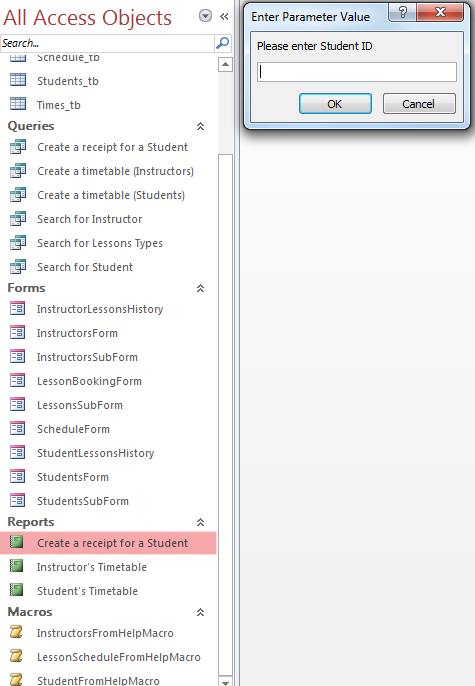 All Access Objects
Search...
Schedule_tb
Students_tb
Times_tb
Queries
Create a receipt for a Student
Create a timetable (Instructors)
Create a timetable (Students)
Search for Instructor
Search for Lessons Types
Search for Student
Forms
InstructorLessonsHistory
InstructorsForm
InstructorsSubForm
LessonBookingForm
LessonsSubForm
ScheduleForm
StudentLessonsHistory
StudentsForm
StudentsSubForm
Reports
Create a receipt for a Student
Instructor's Timetable
Student's Timetable
Macros
InstructorsFromHelpMacro
LessonScheduleFromHelpMacro
StudentFromHelpMacro
Enter Parameter Value
Please enter Student ID
OK
Cancel